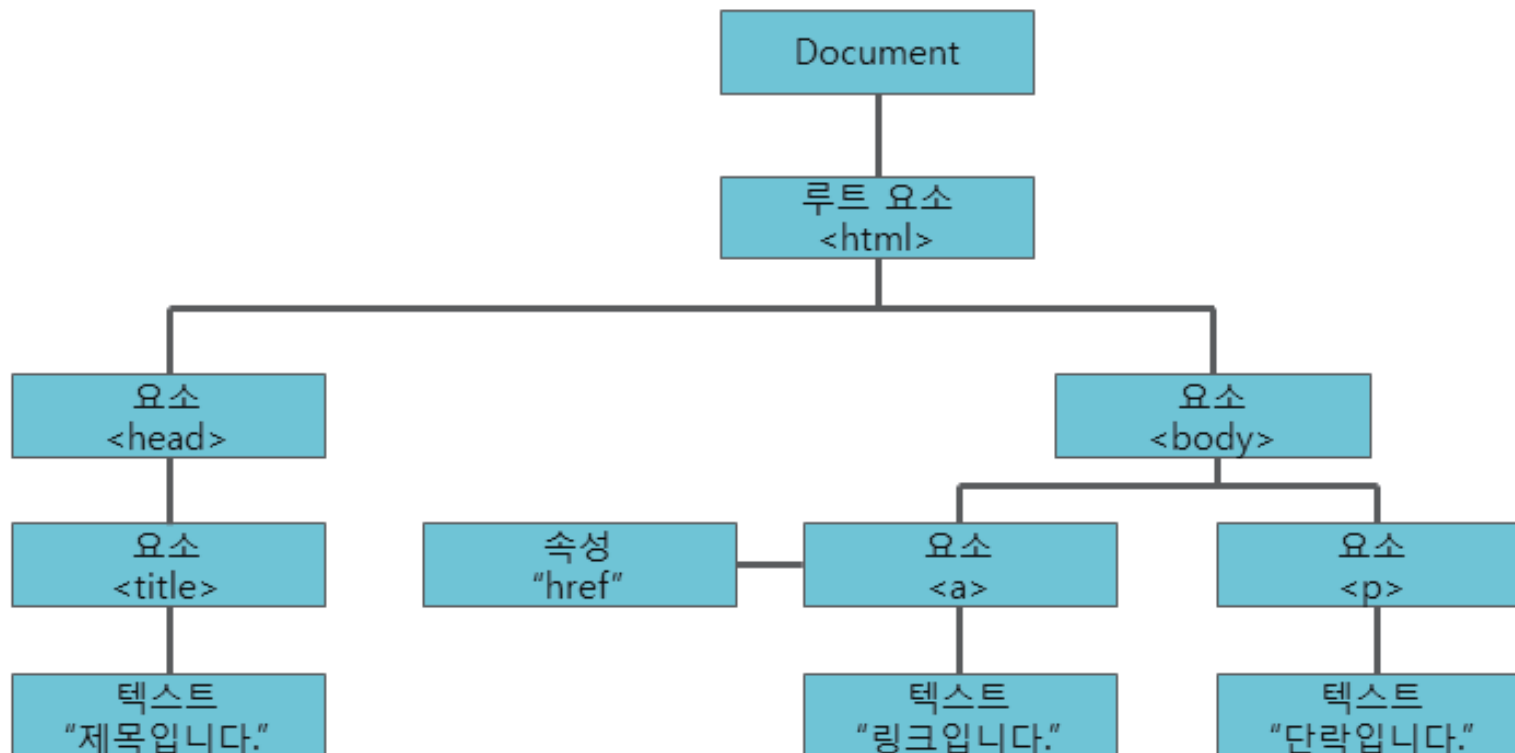 Document
루트 요소
<html>
요소
<head>
요소
<body>
요소
<title>
속성
"href"
요소
<a>
요소
<p>
텍스트
"제목입니다."
텍스트
"링크입니다."
텍스트
"단락입니다."